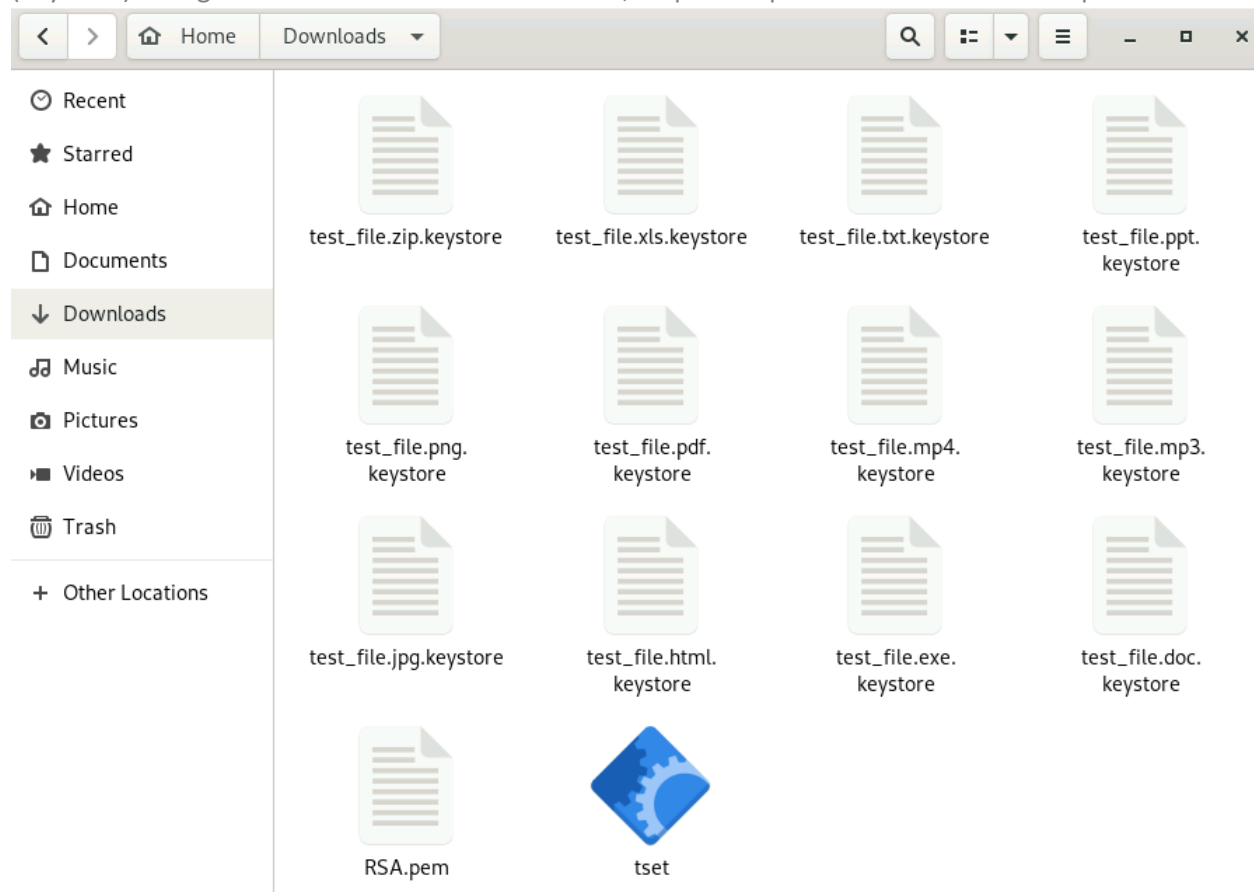 Home
Downloads
Recent
Starred
Home
Documents
Downloads
Music
Pictures
Videos
Trash
+ Other Locations
test_file.zip.keystore
test_file.xls.keystore
test_file.txt.keystore
test_file.ppt.
keystore
test_file.png.
keystore
test_file.pdf.
keystore
test_file.mp4.
keystore
test_file.mp3.
keystore
test_file.jpg.keystore
test_file.html.
keystore
test_file.exe.
keystore
test_file.doc.
keystore
RSA.pem
tset